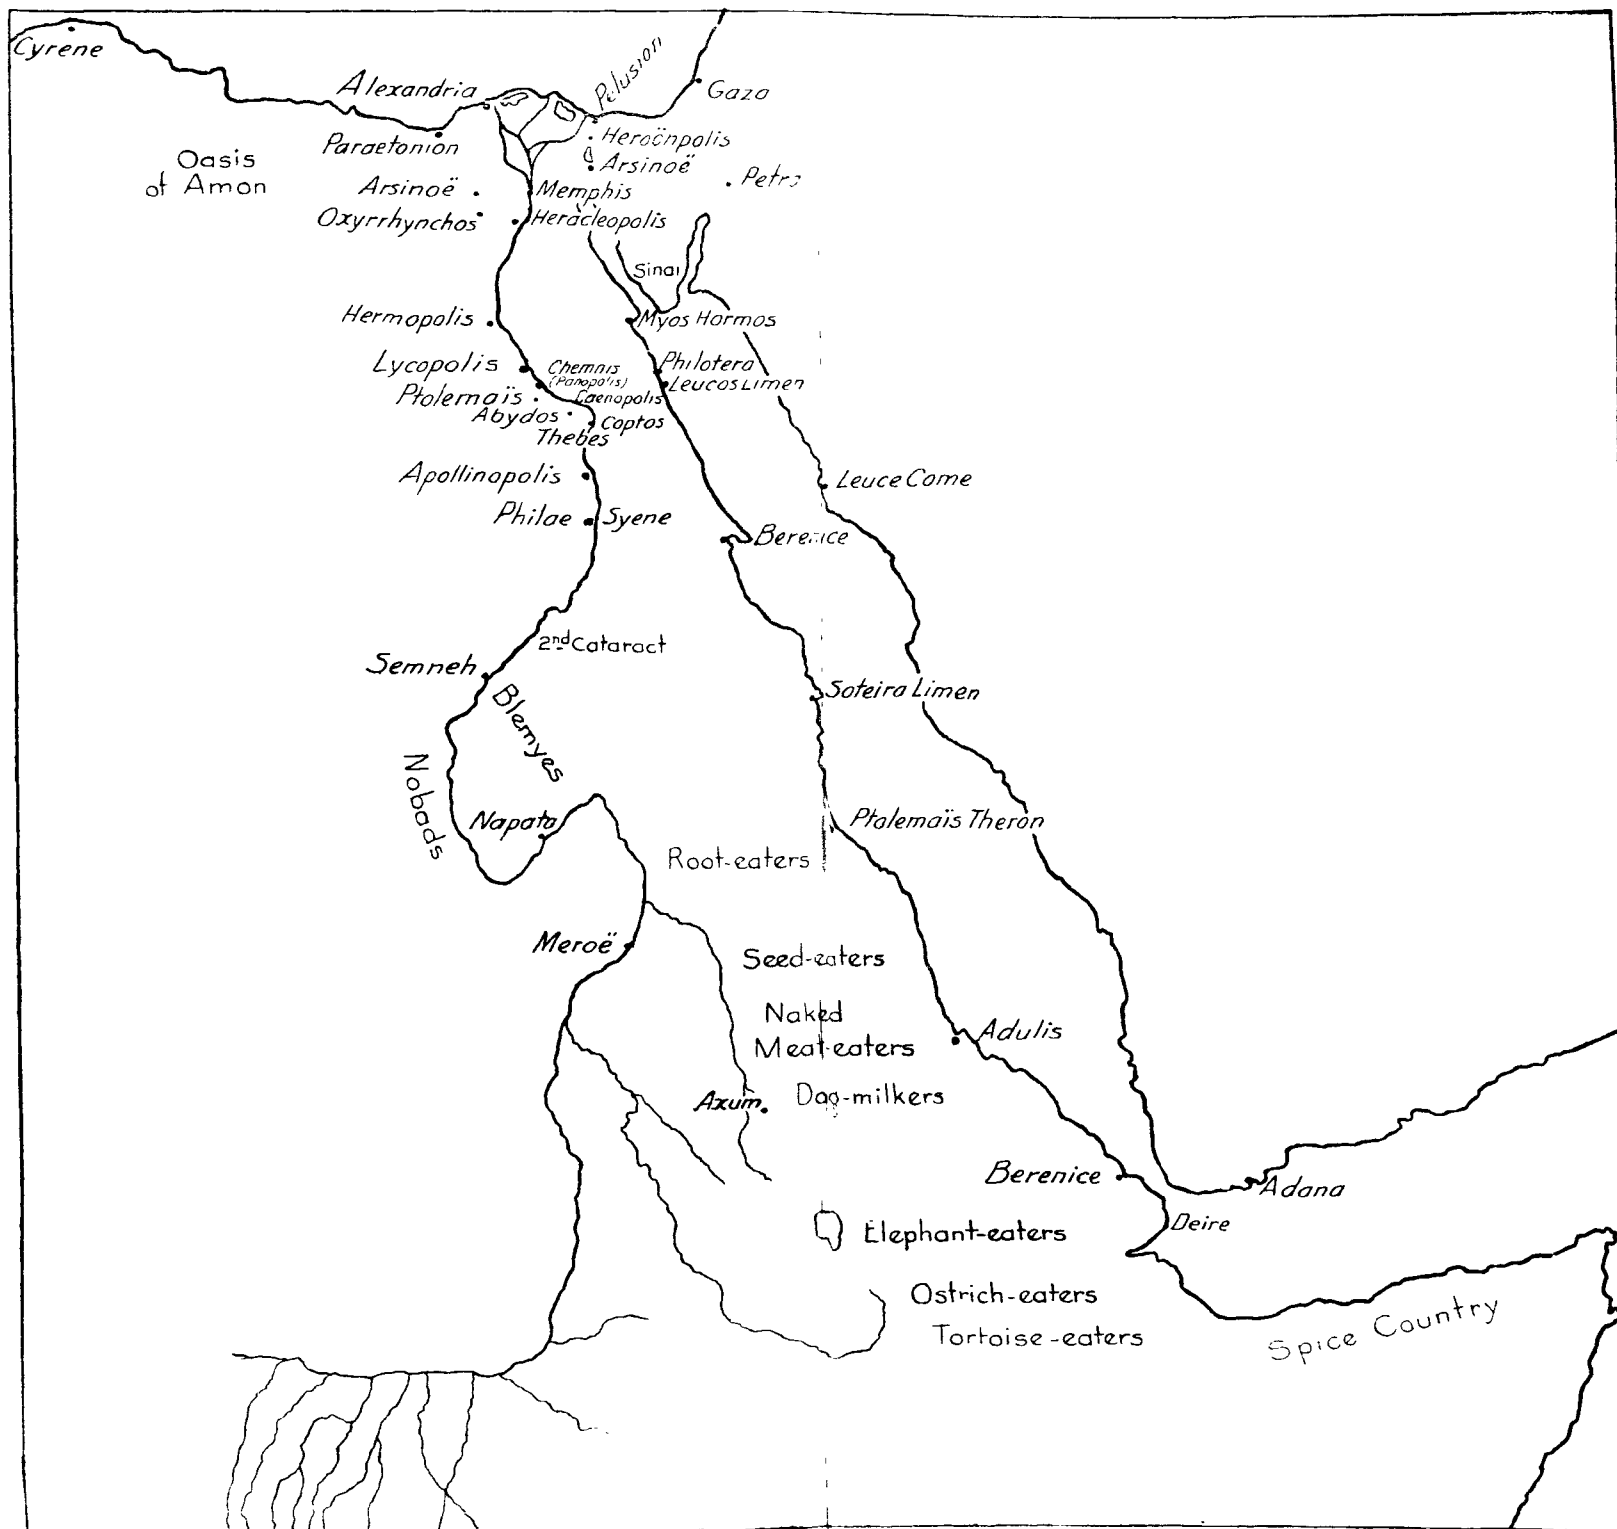 Cyrene
Alexandria
Pelusion
Gaza
Paraetonion
Heroönpolis
Oasis
of Amon
Arsinoë
Petra
Arsinoë
Memphis
Oxyrrhynchos
Heracleopolis
Sinai
Hermopolis
Myos Hormos
Lycopolis
Chemnis
(Panopolis)
Philotera
Leucos Limen
Ptolemaïs
Caenopolis
Abydos
Coptos
Thebes
Apollinopolis
Leuce Come
Philae
Syene
Berenice
2nd Cataract
Semneh
Blemyes
Soteira Limen
Nobads
Napata
Ptolemaïs Theron
Root-eaters
Meroë
Seed-eaters
Naked
Meat-eaters
Adulis
Axum
Dog-milkers
Berenice
Adana
Deire
Elephant-eaters
Ostrich-eaters
Tortoise-eaters
Spice Country